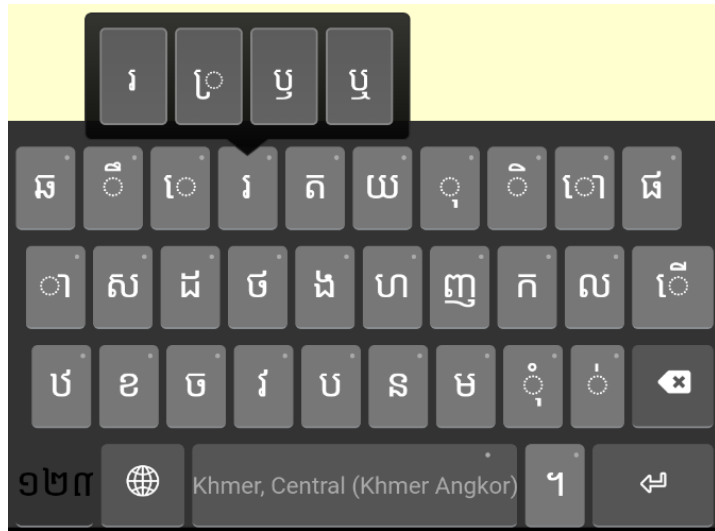 រ ្រ ឫ ឬ
ឆ ឹ េ រ ត យ ុ ិ ោ ផ
ា ស ដ ថ ង ហ ញ ក ល ើ
ឋ ខ ច វ ប ន ម ុំ ់
១២៣ Khmer, Central (Khmer Angkor) ។